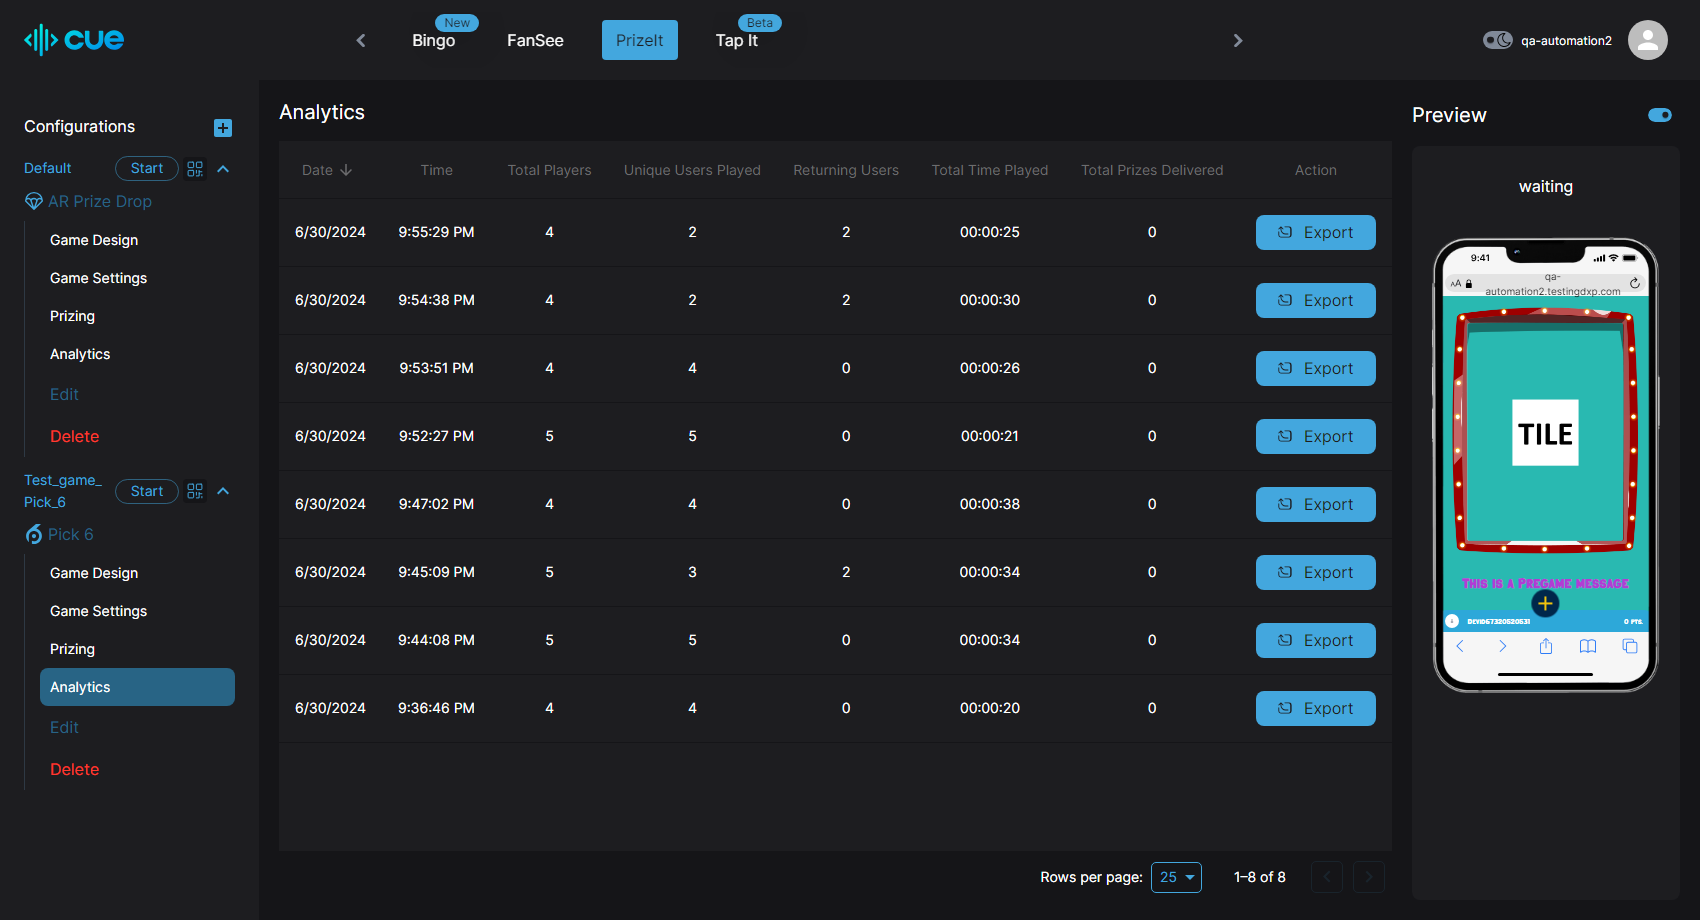 cue
New
Beta
Bingo
FanSee
PrizeIt
Tap It
qa-automation2
Configurations
Default
Start
AR Prize Drop
Game Design
Game Settings
Prizing
Analytics
Edit
Delete
Test_game_
Pick_6
Start
Pick 6
Game Design
Game Settings
Prizing
Analytics
Edit
Delete
Analytics
Date Time Total Players Unique Users Played Returning Users Total Time Played Total Prizes Delivered Action
6/30/2024 9:55:29 PM 4 2 2 00:00:25 0 Export
6/30/2024 9:54:38 PM 4 2 2 00:00:30 0 Export
6/30/2024 9:53:51 PM 4 4 0 00:00:26 0 Export
6/30/2024 9:52:27 PM 5 5 0 00:00:21 0 Export
6/30/2024 9:47:02 PM 4 4 0 00:00:38 0 Export
6/30/2024 9:45:09 PM 5 3 2 00:00:34 0 Export
6/30/2024 9:44:08 PM 5 5 0 00:00:34 0 Export
6/30/2024 9:36:46 PM 4 4 0 00:00:20 0 Export
Rows per page: 25 1–8 of 8
Preview
waiting
9:41
AA
qa-
automation2.testingdxp.com
TILE
This is a Pregame message
0 PTS.